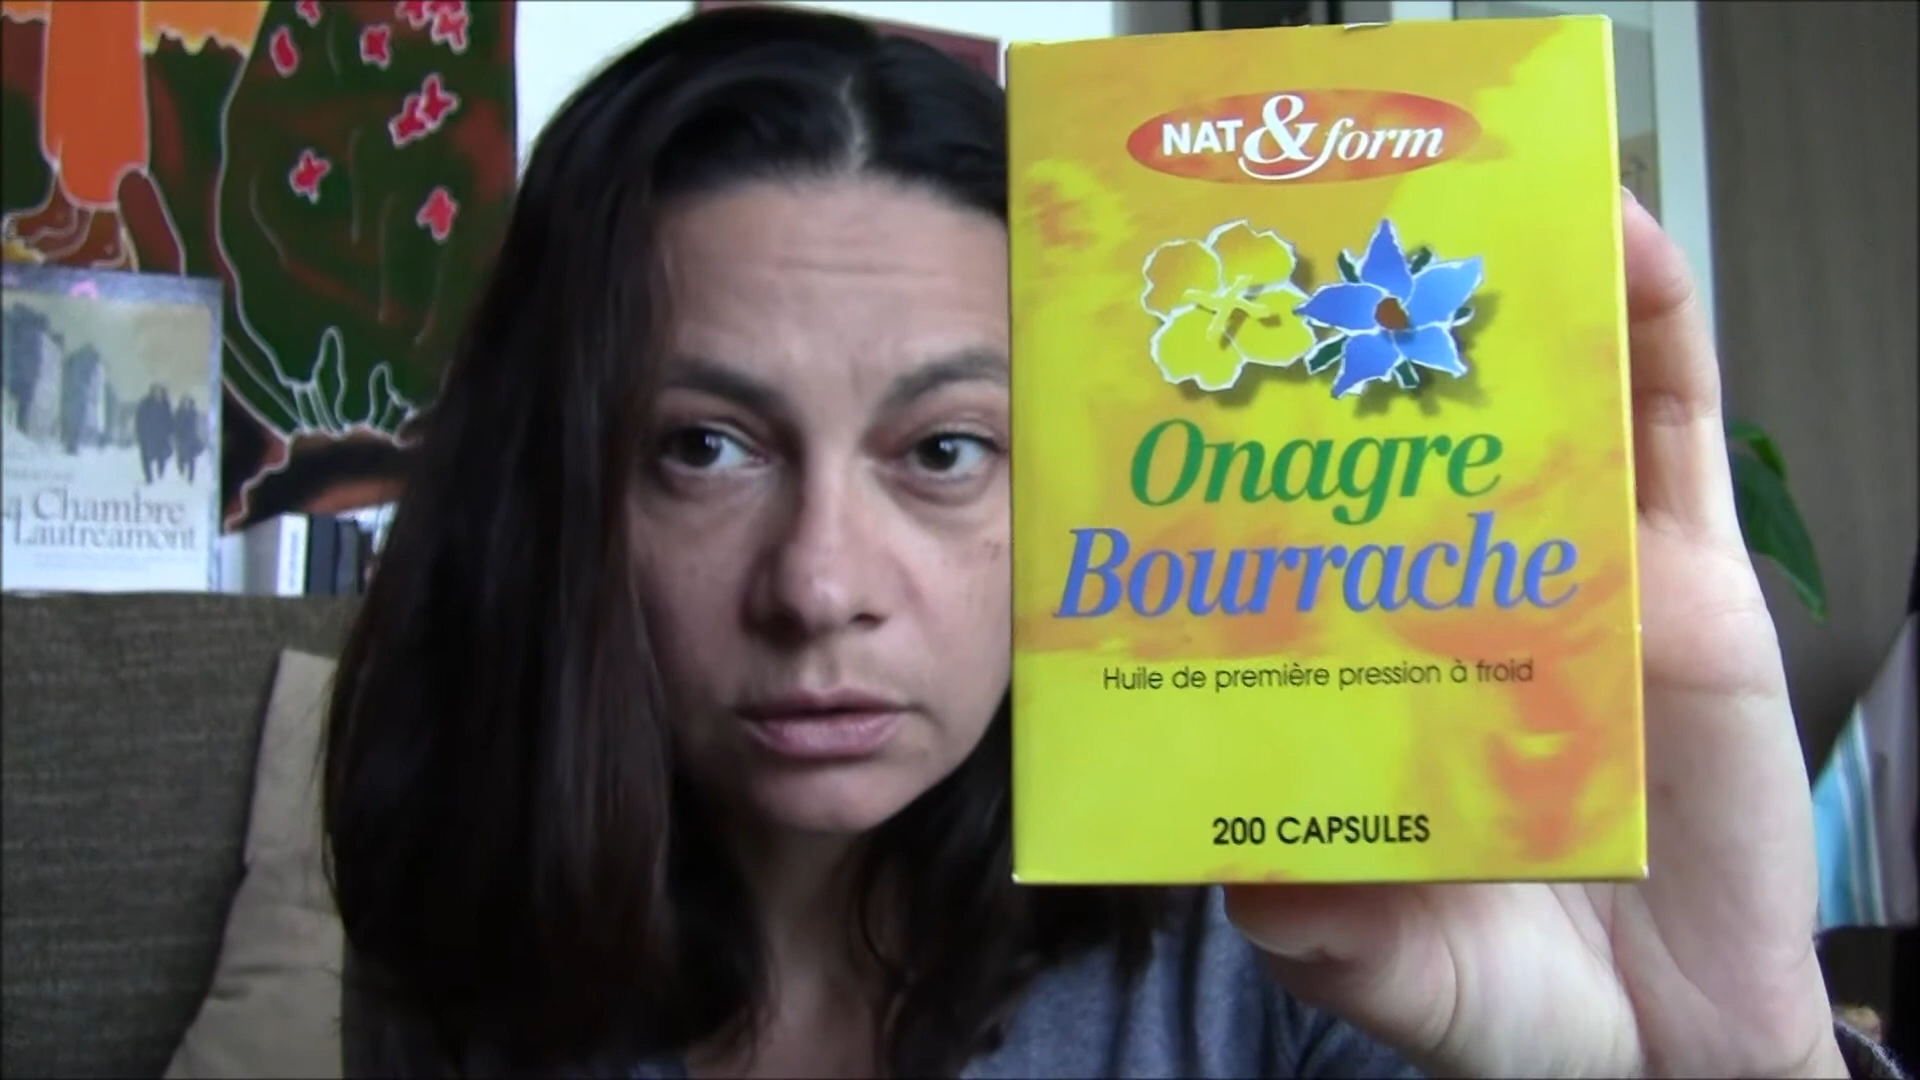 NAT&form
Onagre
Bourrache
Huile de première pression à froid
200 CAPSULES
Chambre
Lautréamont